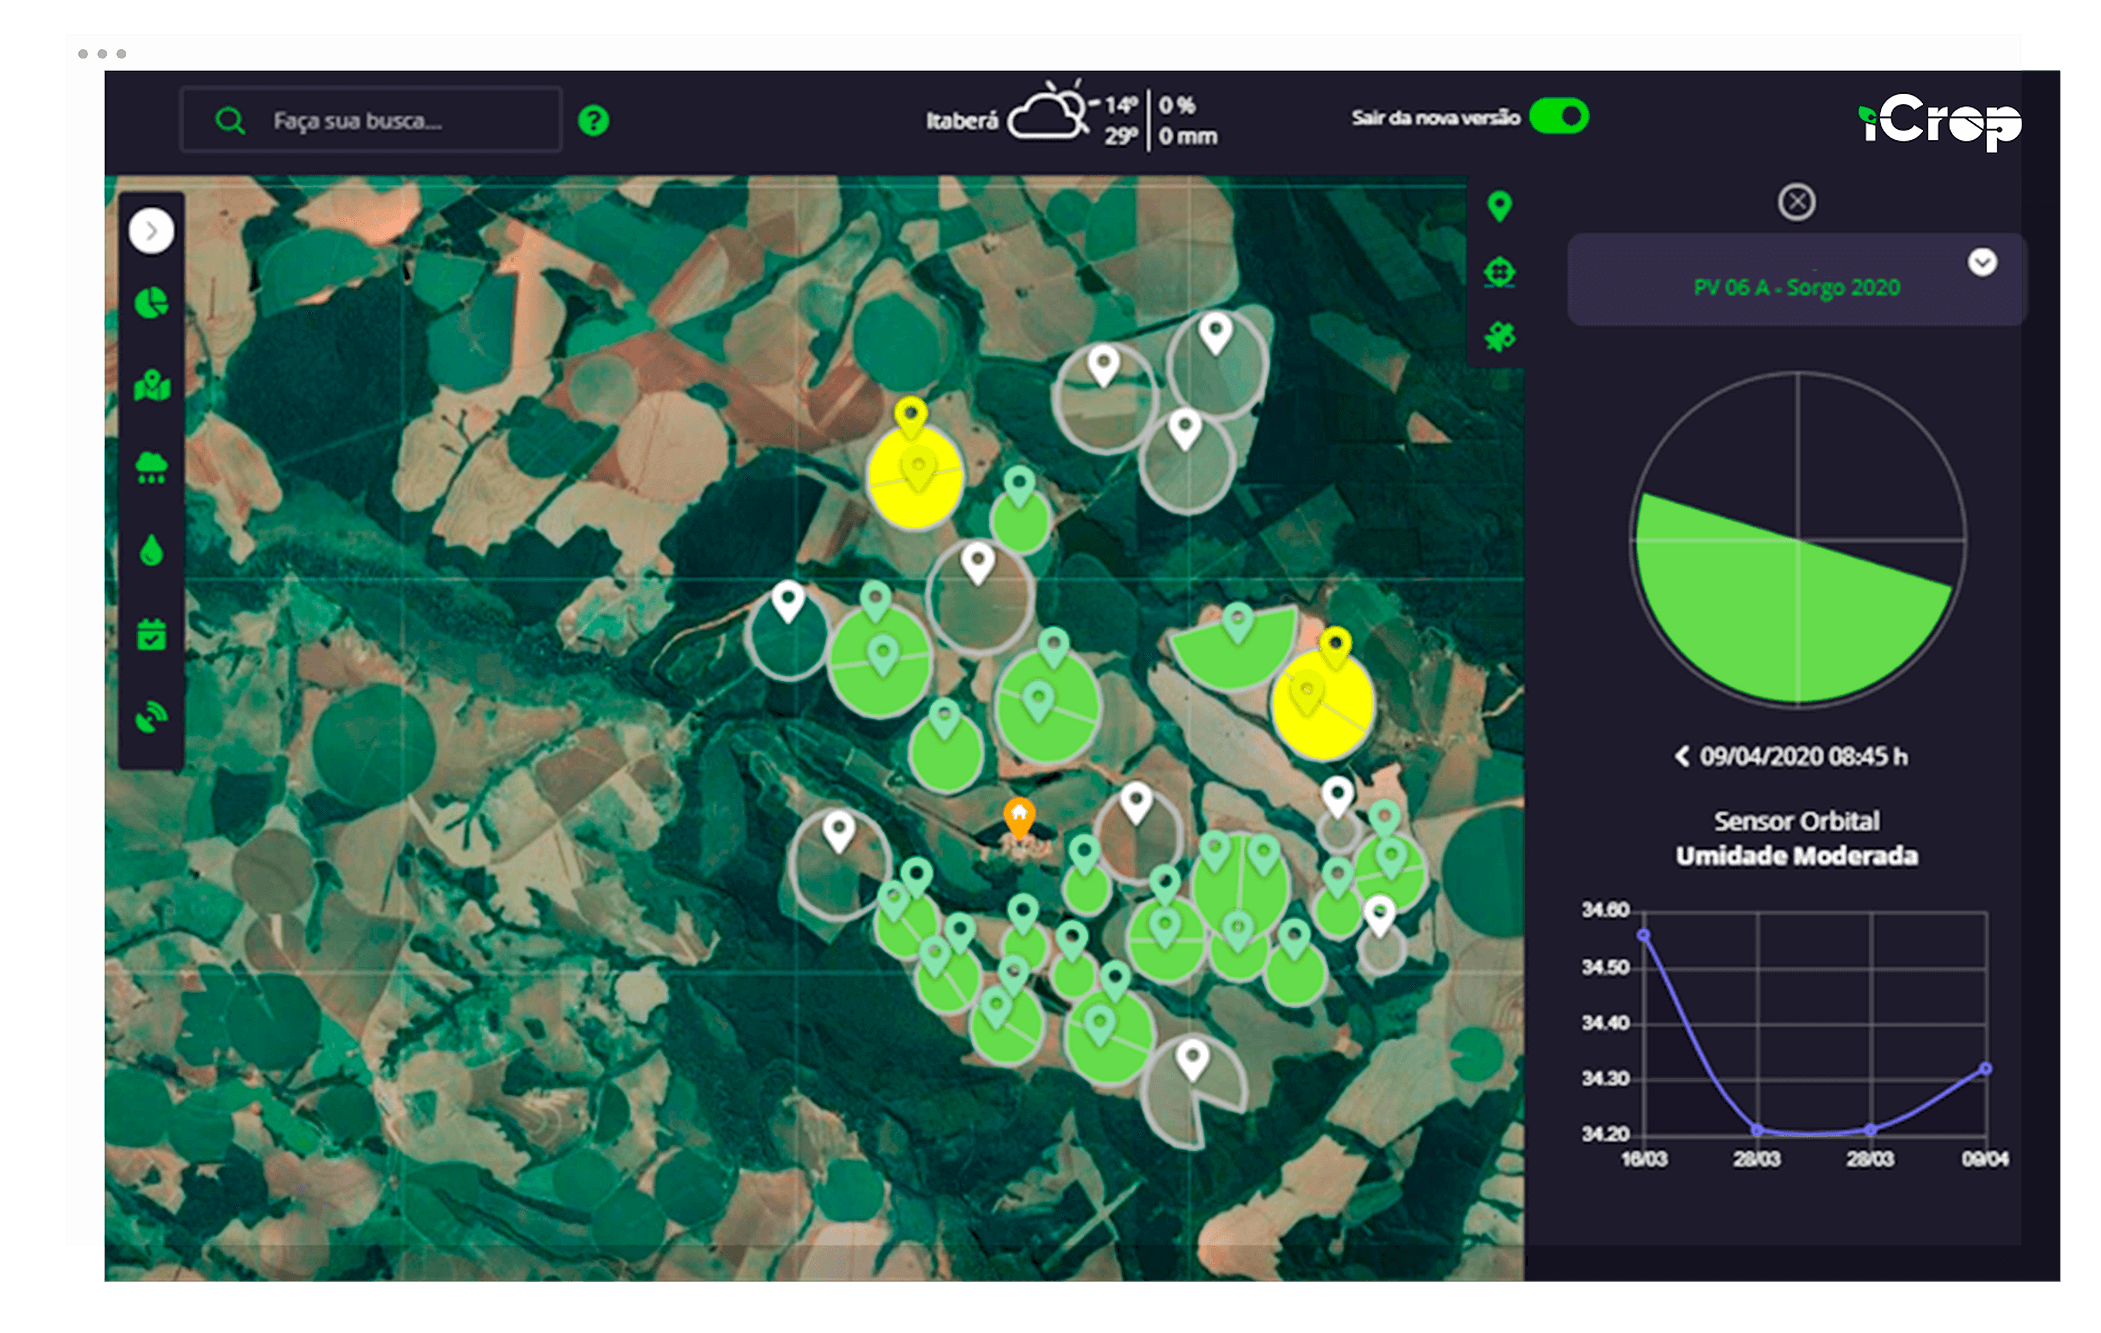 Faça sua busca...
?
Itaberá
14º
0 %
29º
0 mm
Sair da nova versão
iCrop
PV 06 A - Sorgo 2020
09/04/2020 08:45 h
Sensor Orbital
Umidade Moderada
34.60
34.50
34.40
34.30
34.20
16/03
28/03
28/03
09/04